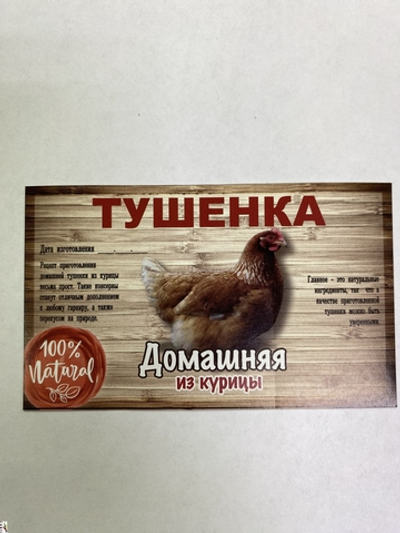 ТУШЕНКА
Дата изготовления
Рецепт приготовления
домашней тушенки из курицы
весьма прост. Такие консервы
станут отличным дополнением
к любому гарниру, а также
перекусом на природе.
Главное - это натуральные
ингредиенты, так что в
качестве приготовленной
тушенки можно быть
уверенными.
100%
Natural
Домашняя
из курицы